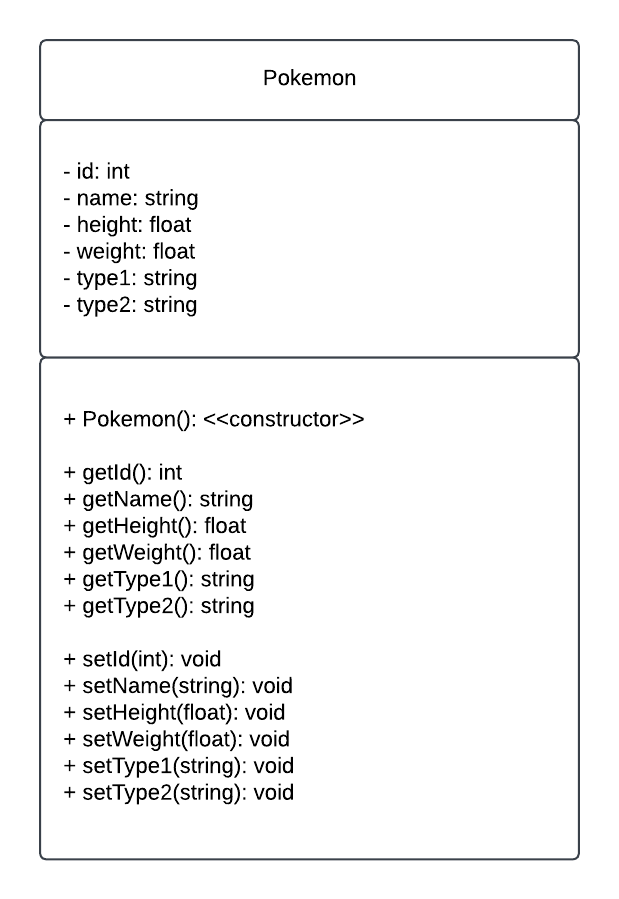 Pokemon
- id: int
- name: string
- height: float
- weight: float
- type1: string
- type2: string
+ Pokemon(): <<constructor>>
+ getId(): int
+ getName(): string
+ getHeight(): float
+ getWeight(): float
+ getType1(): string
+ getType2(): string
+ setId(int): void
+ setName(string): void
+ setHeight(float): void
+ setWeight(float): void
+ setType1(string): void
+ setType2(string): void